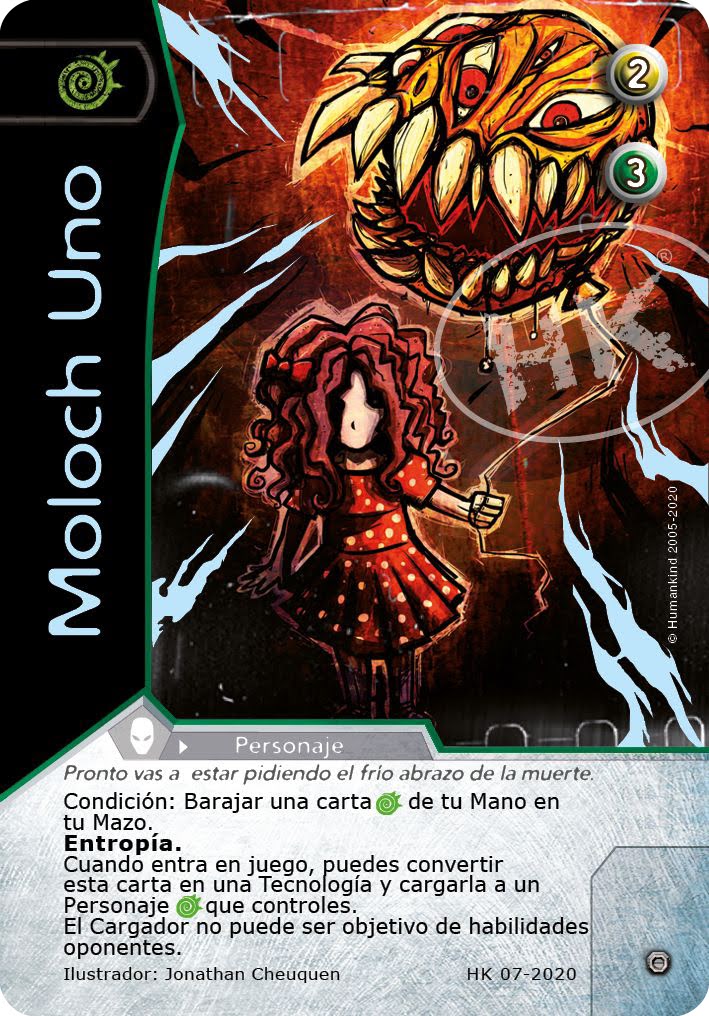 Moloch Uno
2
3
HK
®
© Humankind 2005-2020
Personaje
Pronto vas a estar pidiendo el frío abrazo de la muerte.
Condición: Barajar una carta de tu Mano en
tu Mazo.
Entropía.
Cuando entra en juego, puedes convertir
esta carta en una Tecnología y cargarla a un
Personaje que controles.
El Cargador no puede ser objetivo de habilidades
oponentes.
Ilustrador: Jonathan Cheuquen HK 07-2020